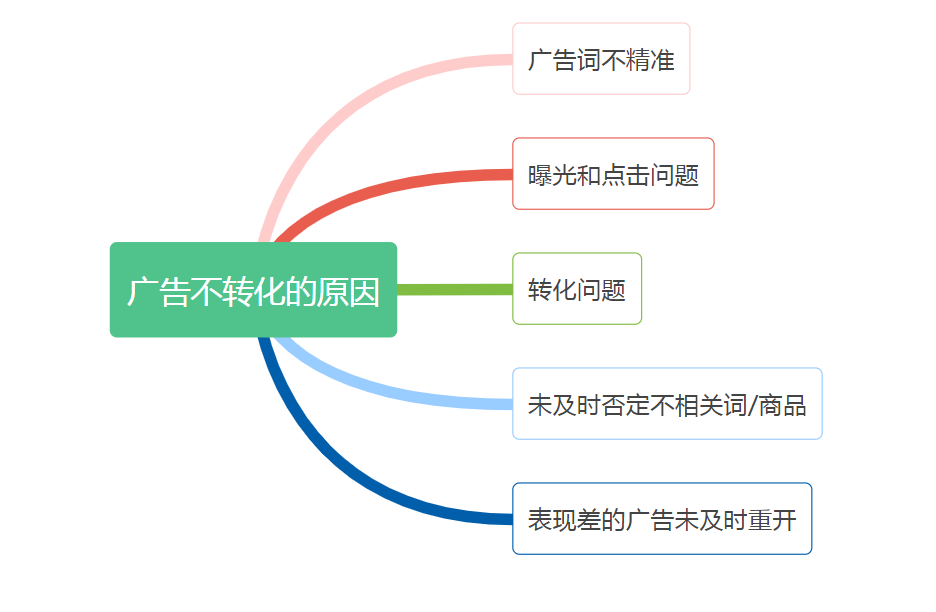 广告词不精准
曝光和点击问题
广告不转化的原因
转化问题
未及时否定不相关词/商品
表现差的广告未及时重开